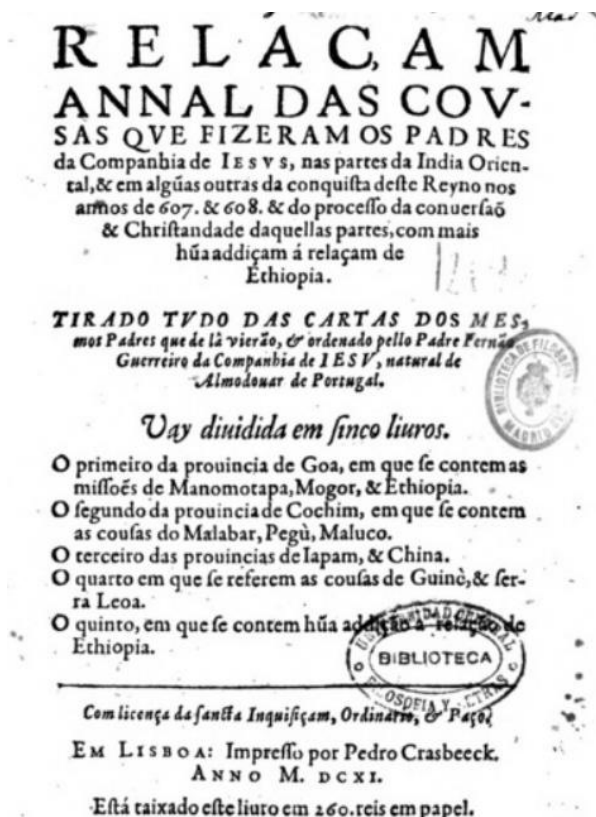 RELAÇAM
ANNAL DAS COV-
SAS QVE FIZERAM OS PADRES
da Companhia de IESVS, nas partes da India Orien-
tal, & em algũas outras da conquiſta deſte Reyno nos
annos de 607. & 608. & do proceſſo da conuerſaõ
& Chriſtandade daquellas partes, com mais
hũa addiçam á relaçam de
Ethiopia.
TIRADO TVDO DAS CARTAS DOS MES-
mos Padres que de là vierão, & ordenado pello Padre Fernão
Guerreiro da Companhia de IESV, natural de
Almodouar de Portugal.
Vay diuidida em ſinco liuros.
O primeiro da prouincia de Goa, em que ſe contem as
miſſoẽs de Manomotapa, Mogor, & Ethiopia.
O ſegundo da prouincia de Cochim, em que ſe contem
as couſas do Malabar, Pegù, Maluco.
O terceiro das prouincias de Iapam, & China.
O quarto em que ſe referem as couſas de Guinè, & ſer-
ra Leoa.
O quinto, em que ſe contem hũa addição à relação de
Ethiopia.
BIBLIOTECA
Com licença da ſancta Inquiſiçam, Ordinario, & Paço.
EM LISBOA: Impreſſo por Pedro Crasbeeck.
ANNO M. DCXI.
Eſtá taixado eſte liuro em 260. reis em papel.